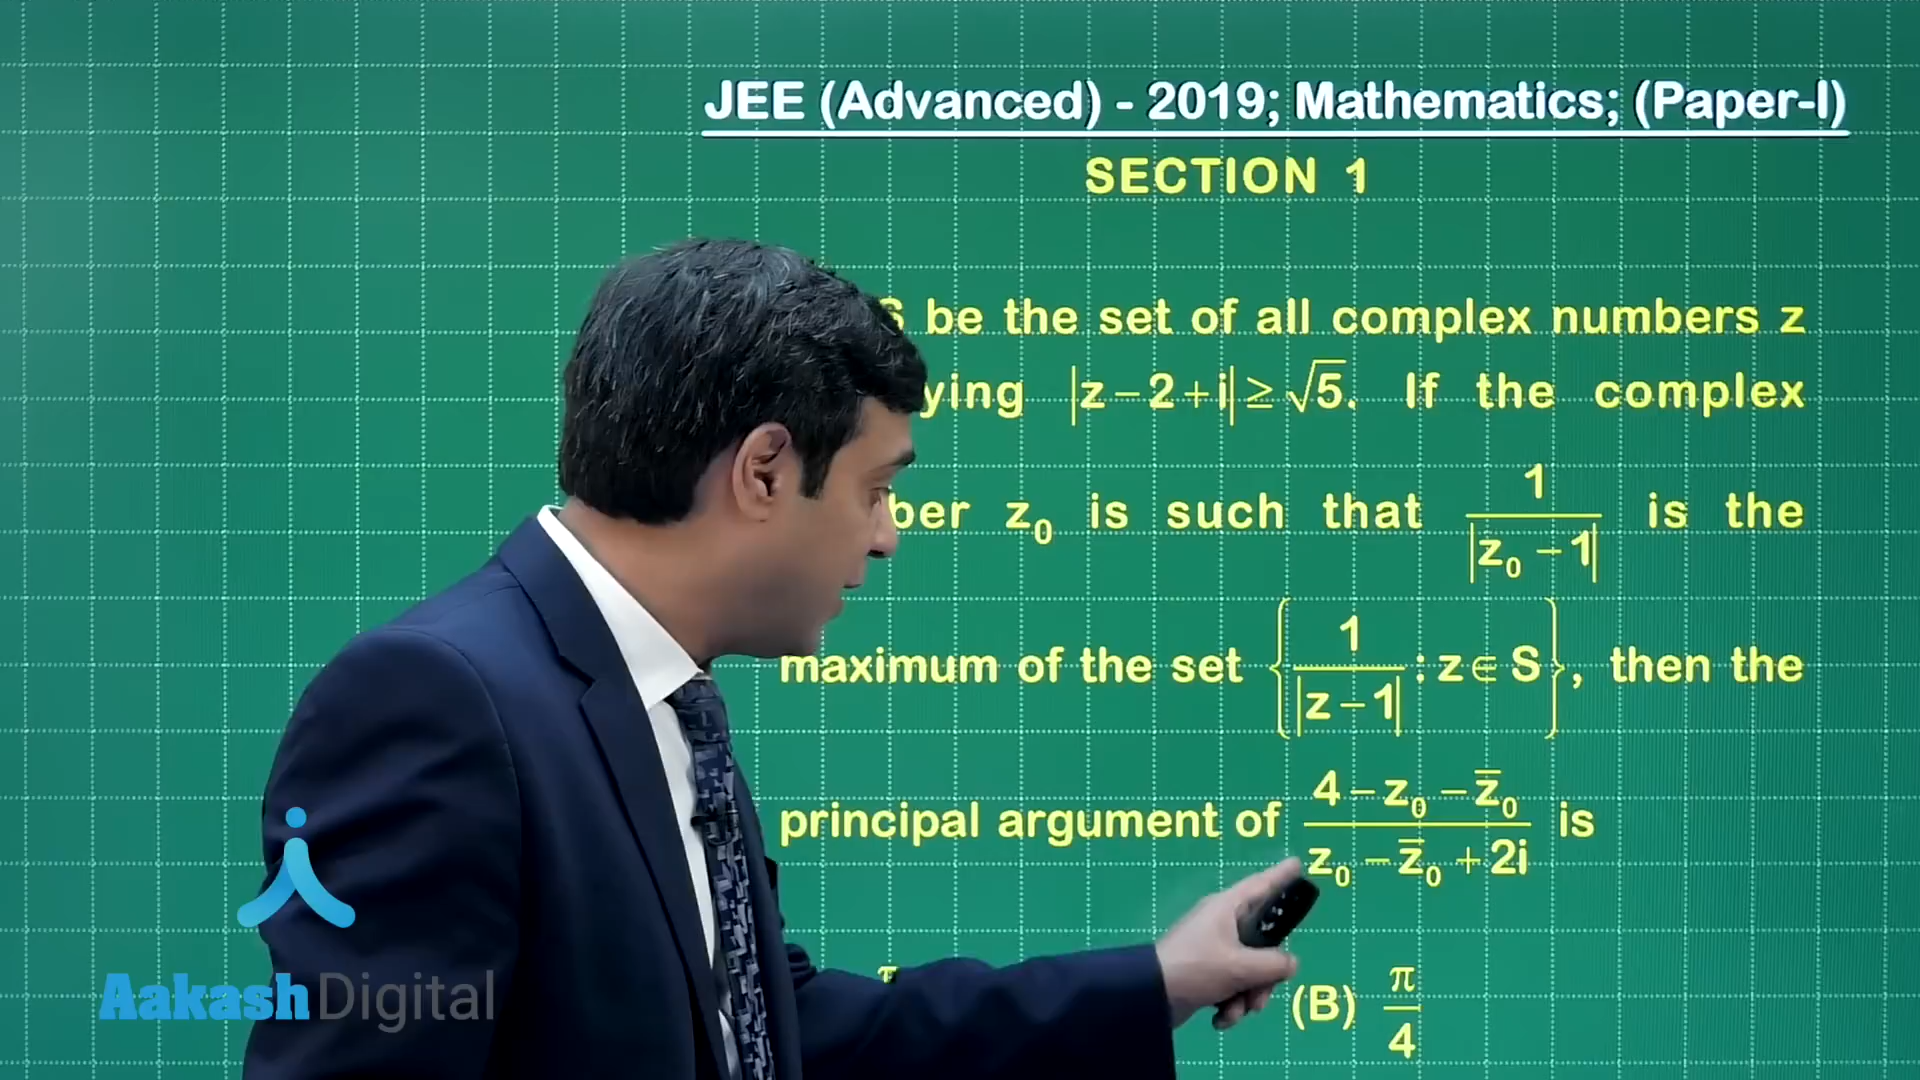 JEE (Advanced) - 2019; Mathematics; (Paper-I)
SECTION 1
S be the set of all complex numbers z
ying |z – 2 + i| ≥ √5. If the complex
ber z₀ is such that 1/|z₀ – 1| is the
maximum of the set {1/|z – 1| : z ∈ S}, then the
principal argument of (4 – z₀ – z̄₀)/(z₀ – z̄₀ + 2i) is
(B) π/4
Aakash Digital